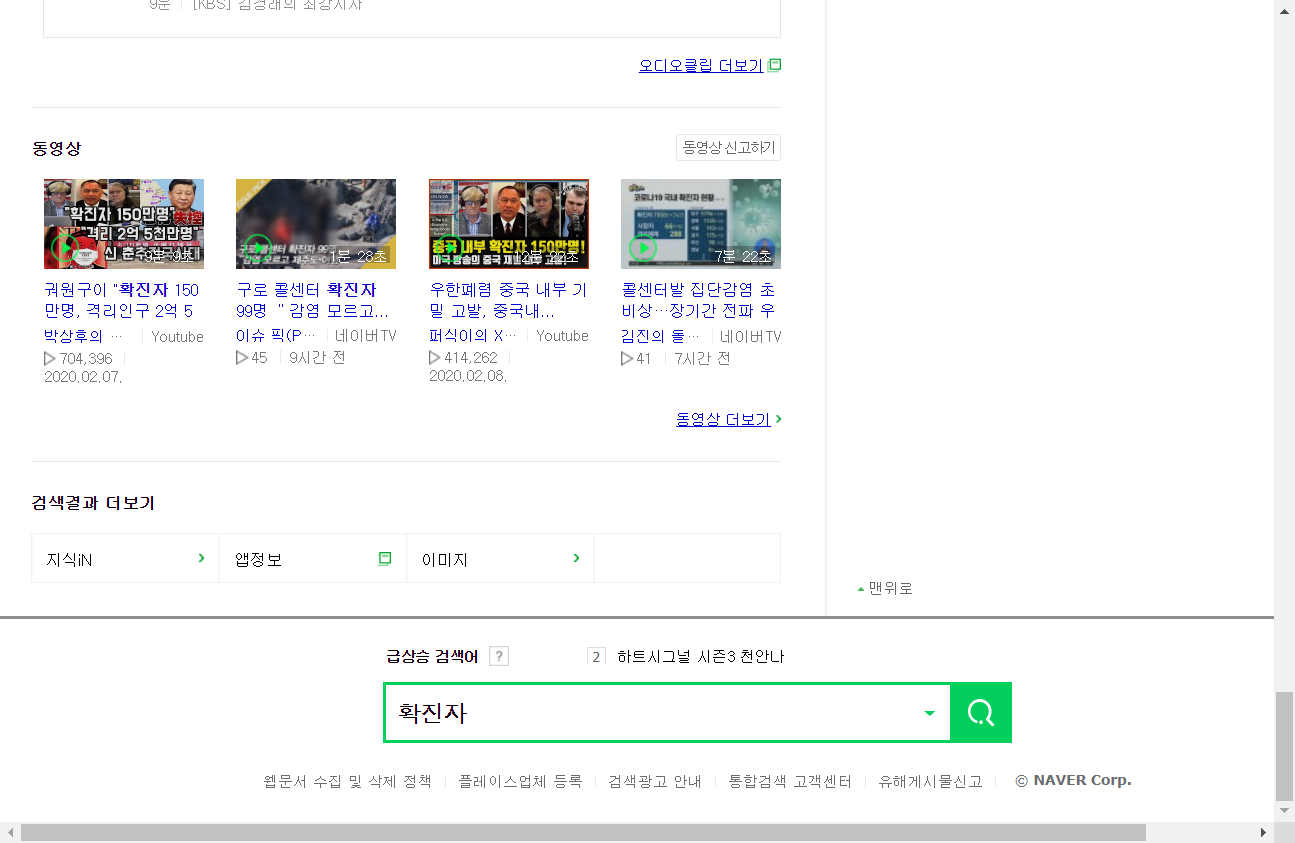 9분 [KBS] 김경래의 최강시사
오디오클립 더보기
동영상
동영상 신고하기
"확진자 150만명"
격리 2억 5천만명"
9분 9초
구로 콜센터 확진자 99명
1분 28초
중국 내부 확진자 150만명!
미국 방송의 중국 재난 내부 고발!
12분 22초
코로나19 국내 확진자 현황
7분 22초
궈원구이 "확진자 150
만명, 격리인구 2억 5
박상후의 … Youtube
704,396
2020.02.07.
구로 콜센터 확진자
99명 " 감염 모르고...
이슈 픽(P… 네이버TV
45 9시간 전
우한폐렴 중국 내부 기
밀 고발, 중국내...
퍼식이의 X… Youtube
414,262
2020.02.08.
콜센터발 집단감염 초
비상…장기간 전파 우
김진의 돌… 네이버TV
41 7시간 전
동영상 더보기
검색결과 더보기
지식iN
앱정보
이미지
맨위로
급상승 검색어 ? 2 하트시그널 시즌3 천안나
확진자
웹문서 수집 및 삭제 정책 플레이스업체 등록 검색광고 안내 통합검색 고객센터 유해게시물신고 © NAVER Corp.